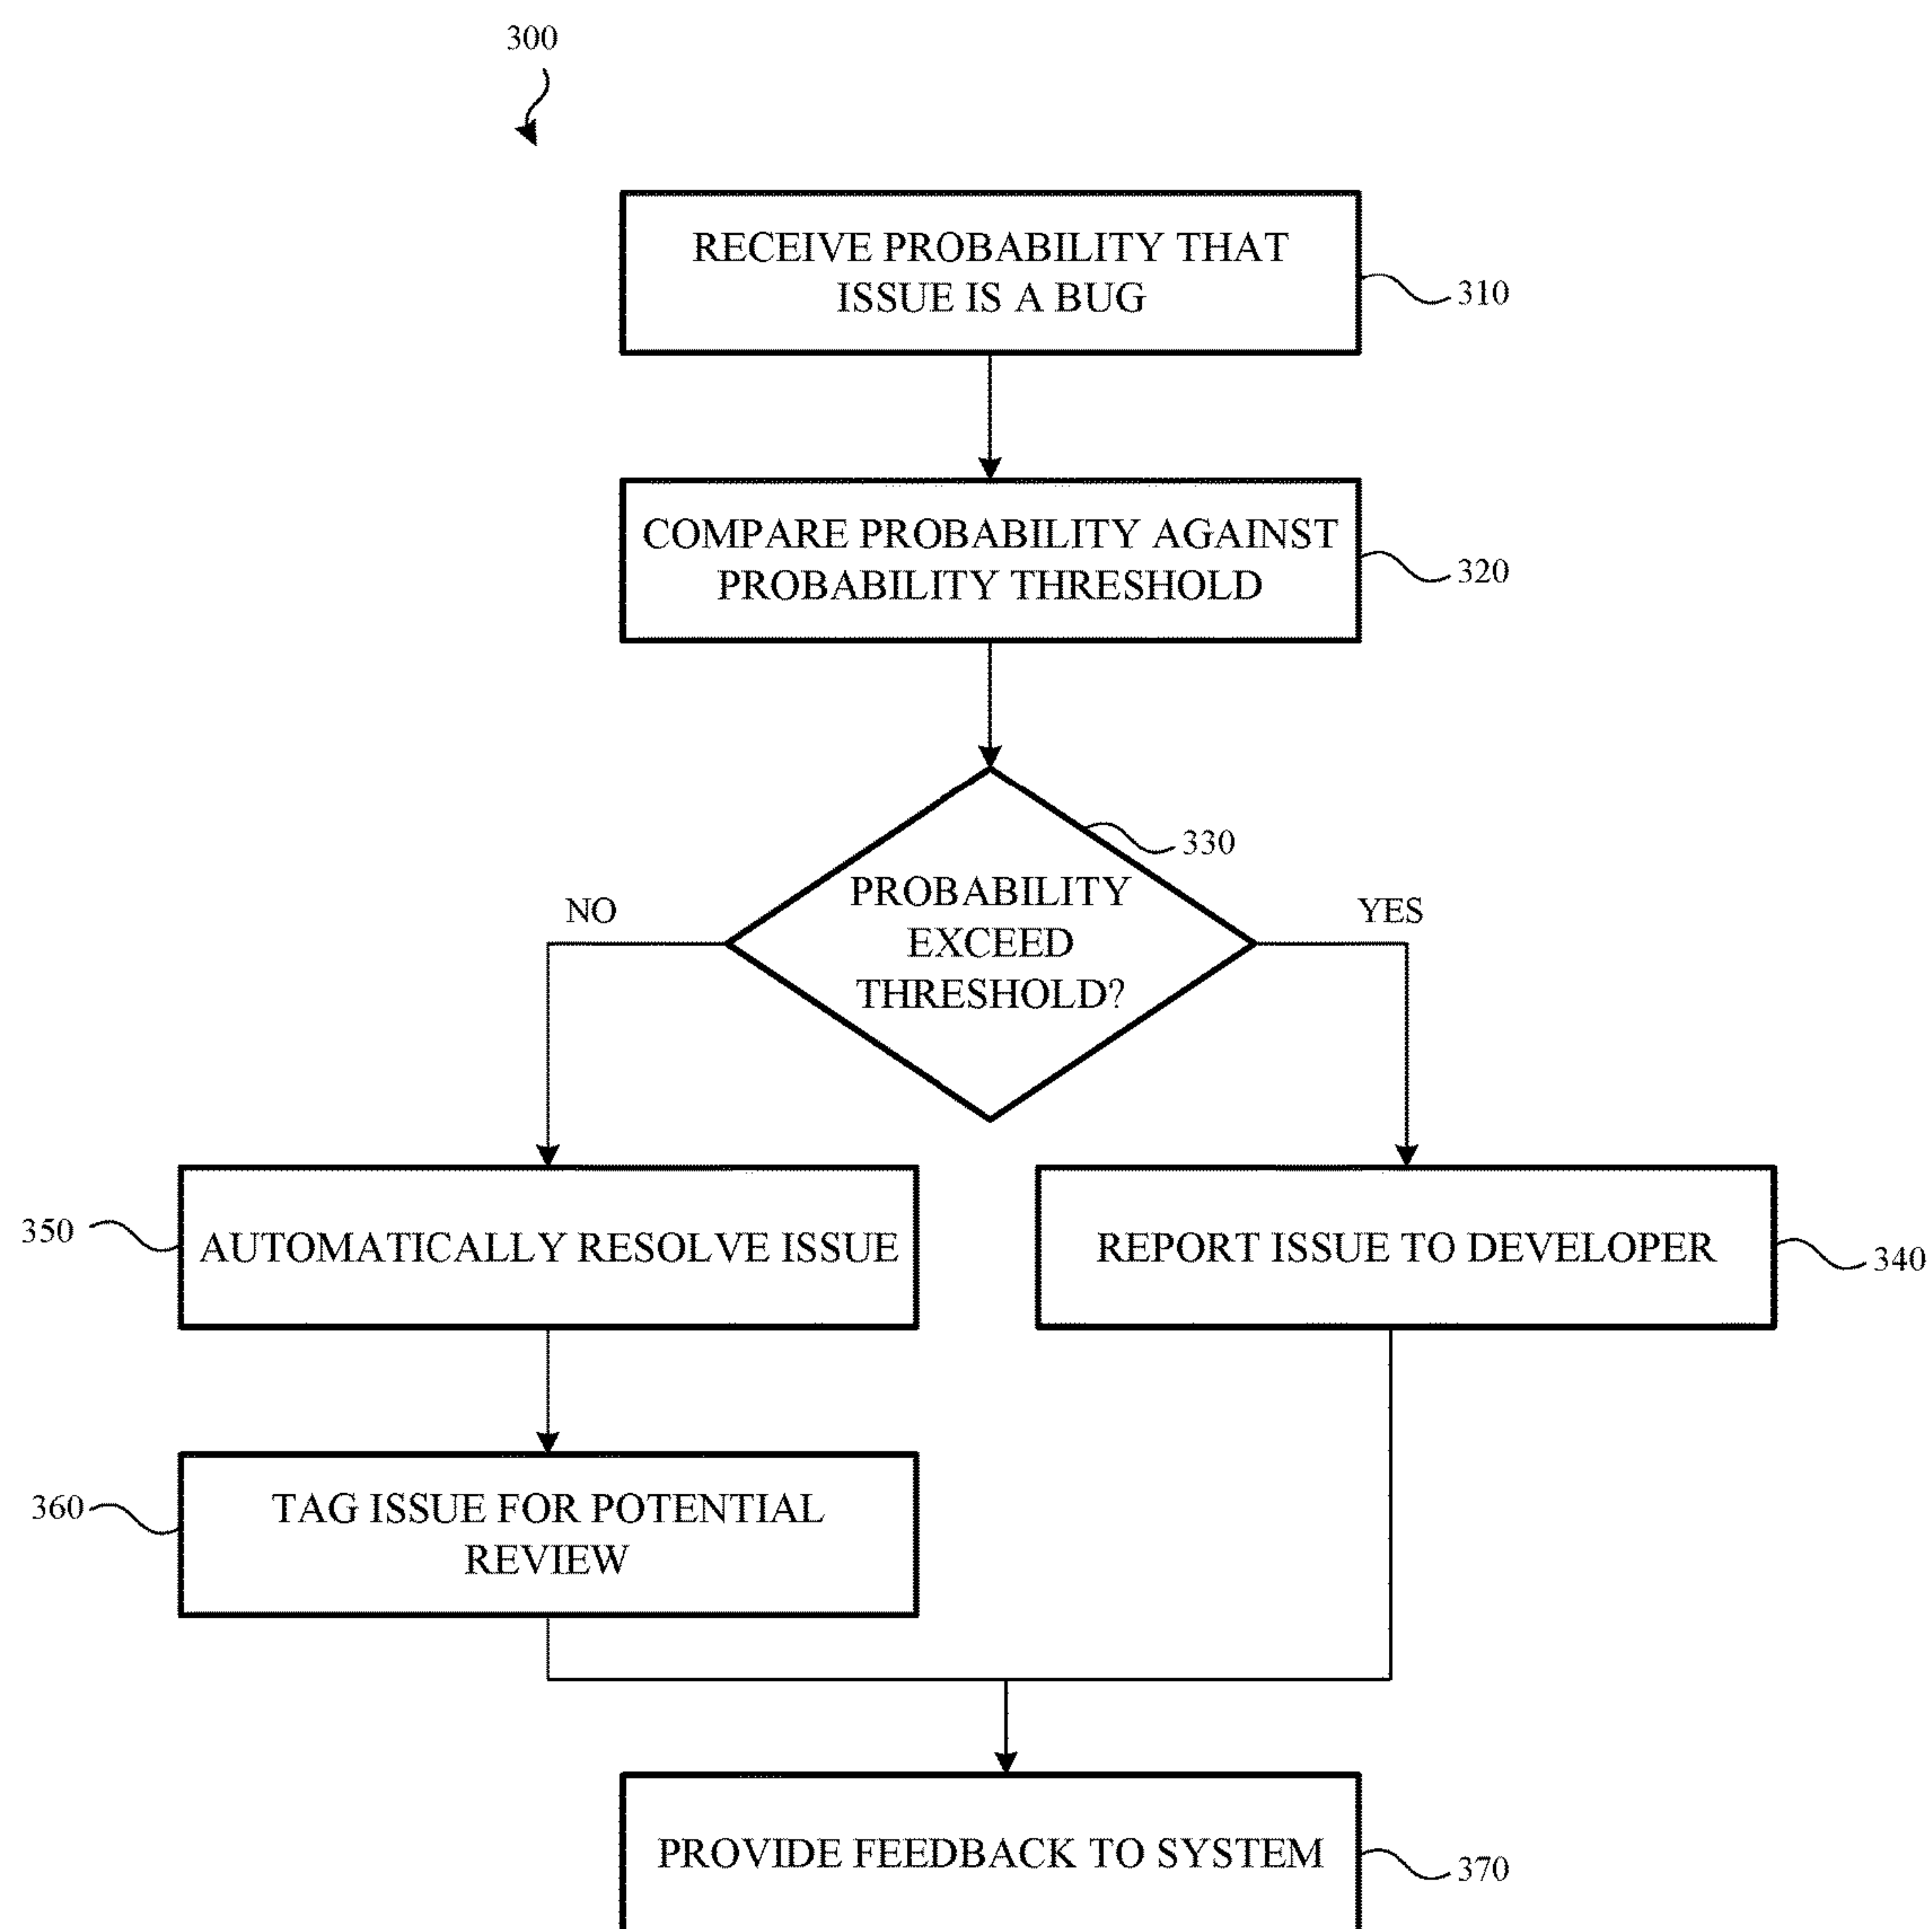 300
RECEIVE PROBABILITY THAT
ISSUE IS A BUG
310
COMPARE PROBABILITY AGAINST
PROBABILITY THRESHOLD
320
330
PROBABILITY
EXCEED
THRESHOLD?
NO
YES
350
AUTOMATICALLY RESOLVE ISSUE
REPORT ISSUE TO DEVELOPER
340
360
TAG ISSUE FOR POTENTIAL
REVIEW
PROVIDE FEEDBACK TO SYSTEM
370